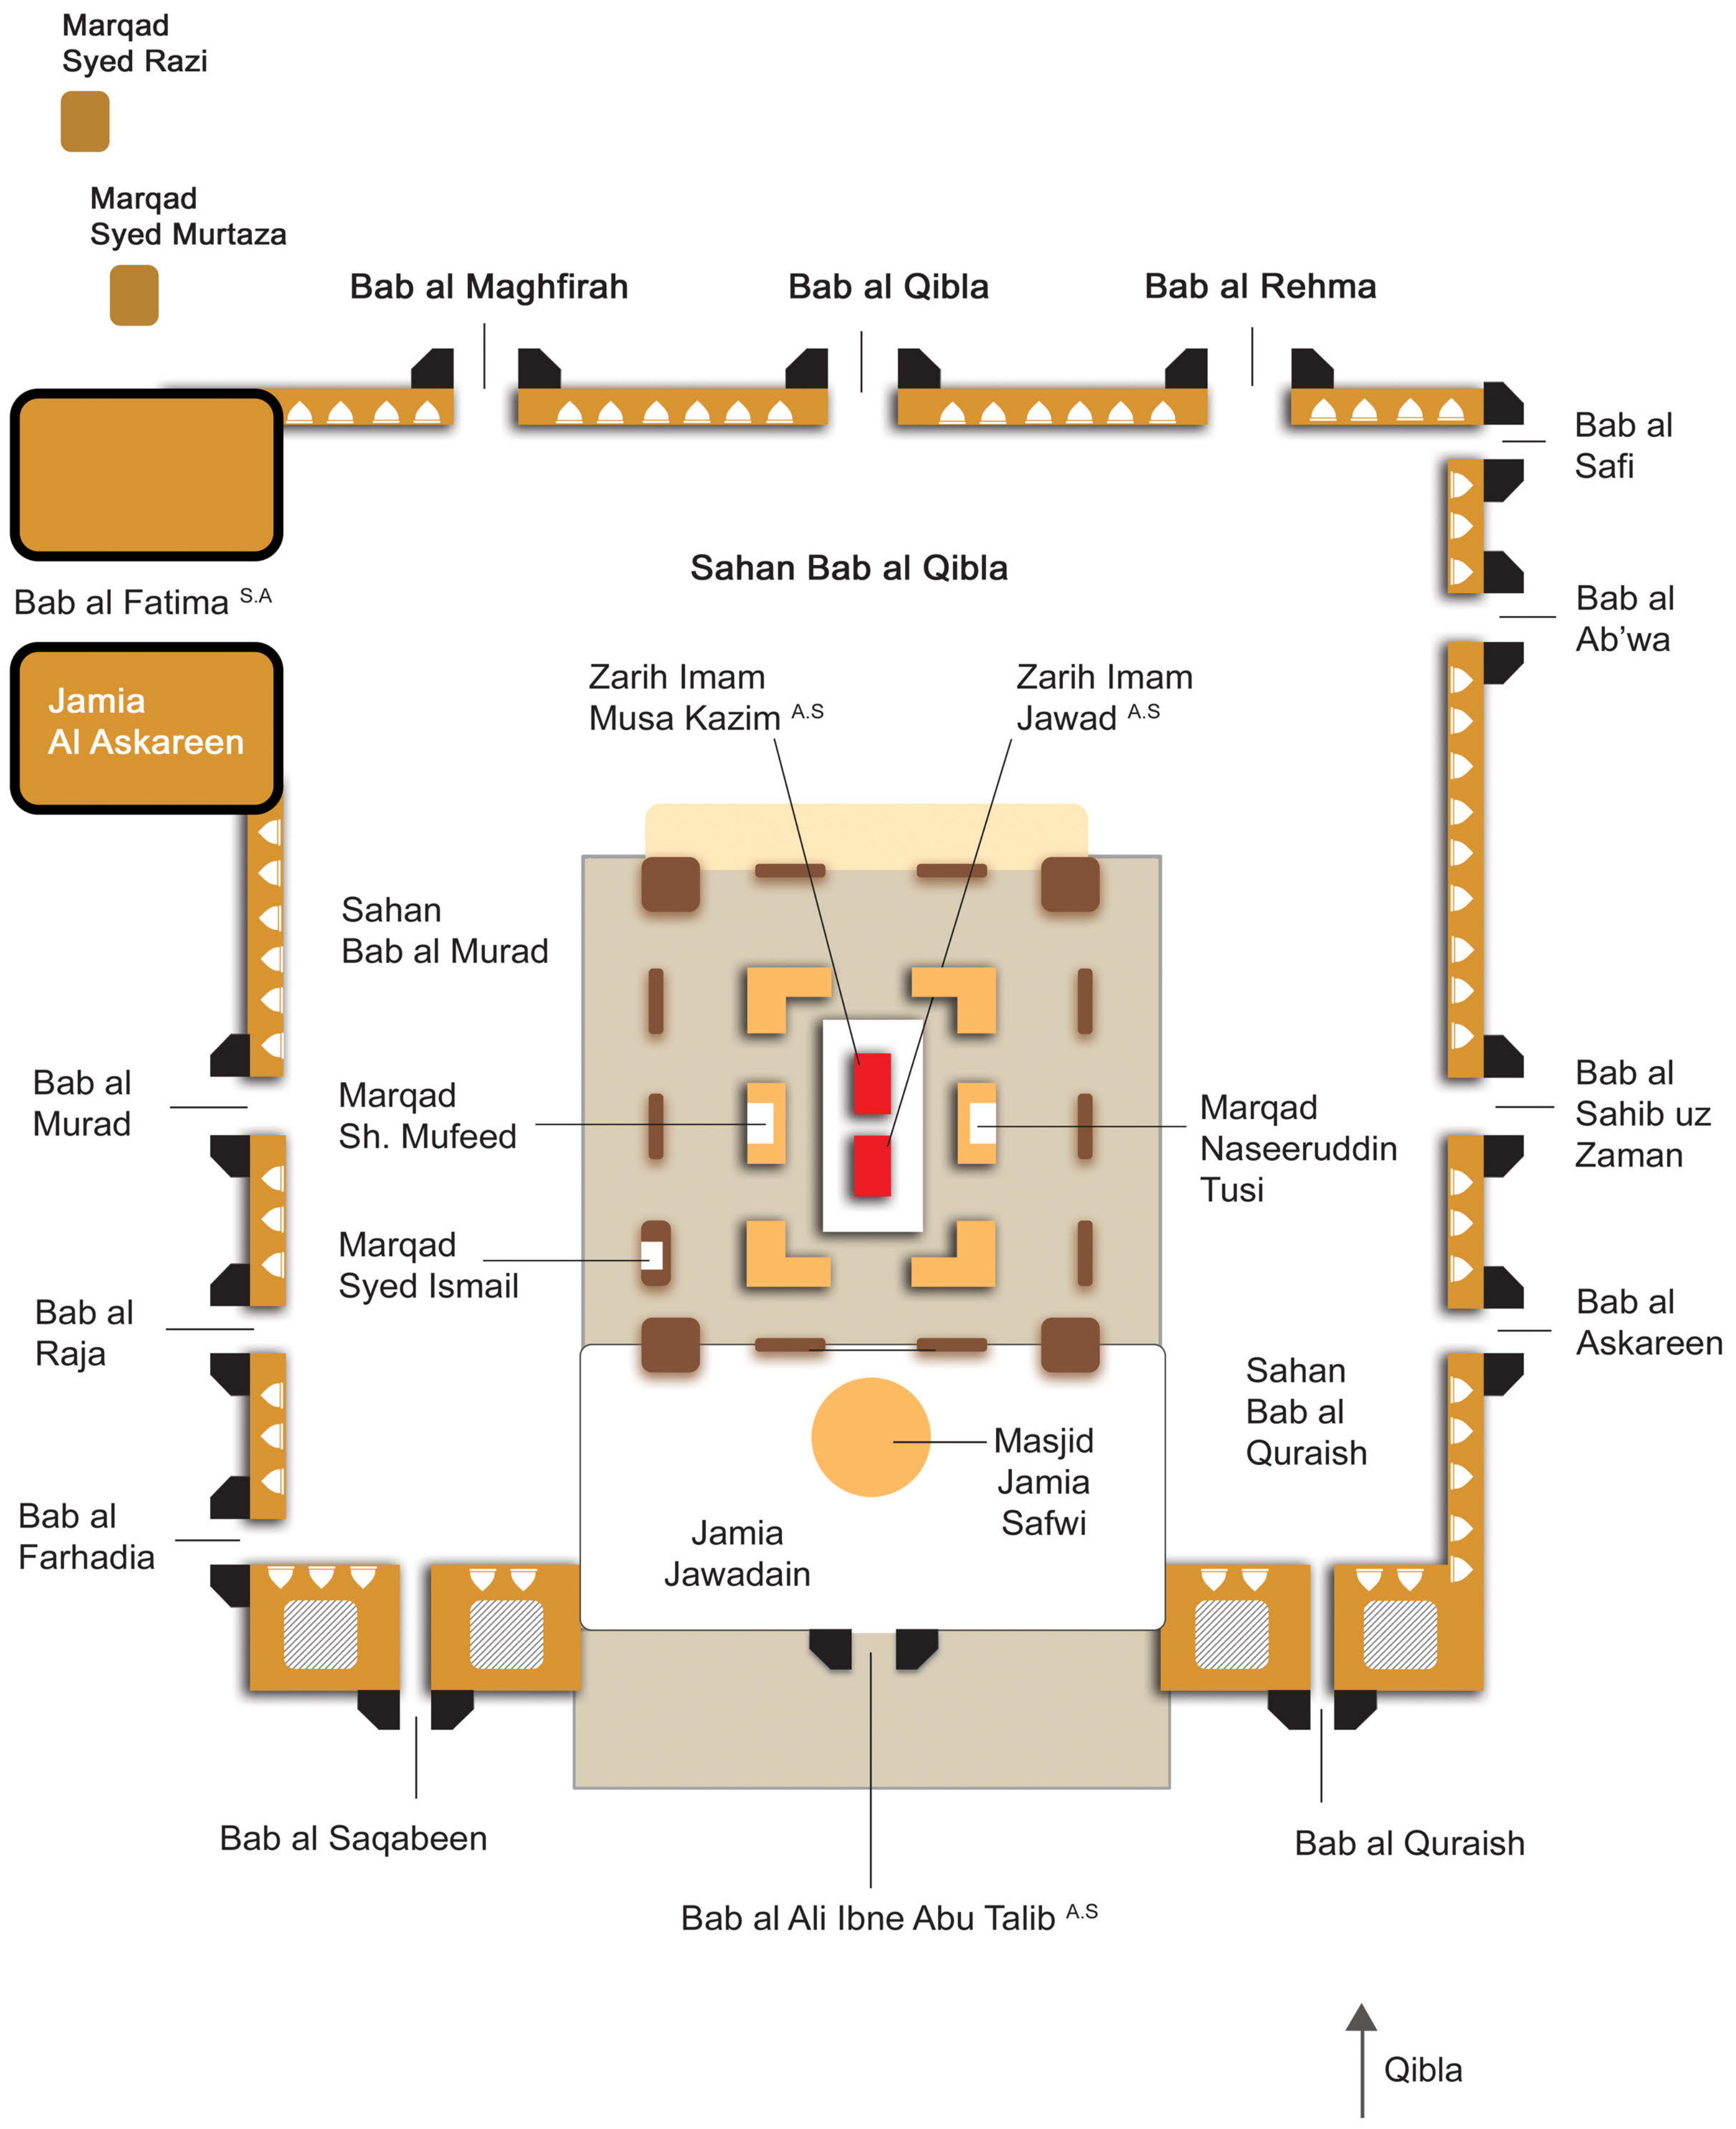 Marqad
Syed Razi
Marqad
Syed Murtaza
Bab al Maghfirah
Bab al Qibla
Bab al Rehma
Bab al
Safi
Sahan Bab al Qibla
Bab al Fatima S.A
Bab al
Ab’wa
Jamia
Al Askareen
Zarih Imam
Musa Kazim A.S
Zarih Imam
Jawad A.S
Sahan
Bab al Murad
Bab al
Murad
Marqad
Sh. Mufeed
Marqad
Naseeruddin
Tusi
Bab al
Sahib uz
Zaman
Marqad
Syed Ismail
Bab al
Raja
Bab al
Askareen
Sahan
Bab al
Quraish
Masjid
Jamia
Safwi
Jamia
Jawadain
Bab al
Farhadia
Bab al Saqabeen
Bab al Quraish
Bab al Ali Ibne Abu Talib A.S
Qibla